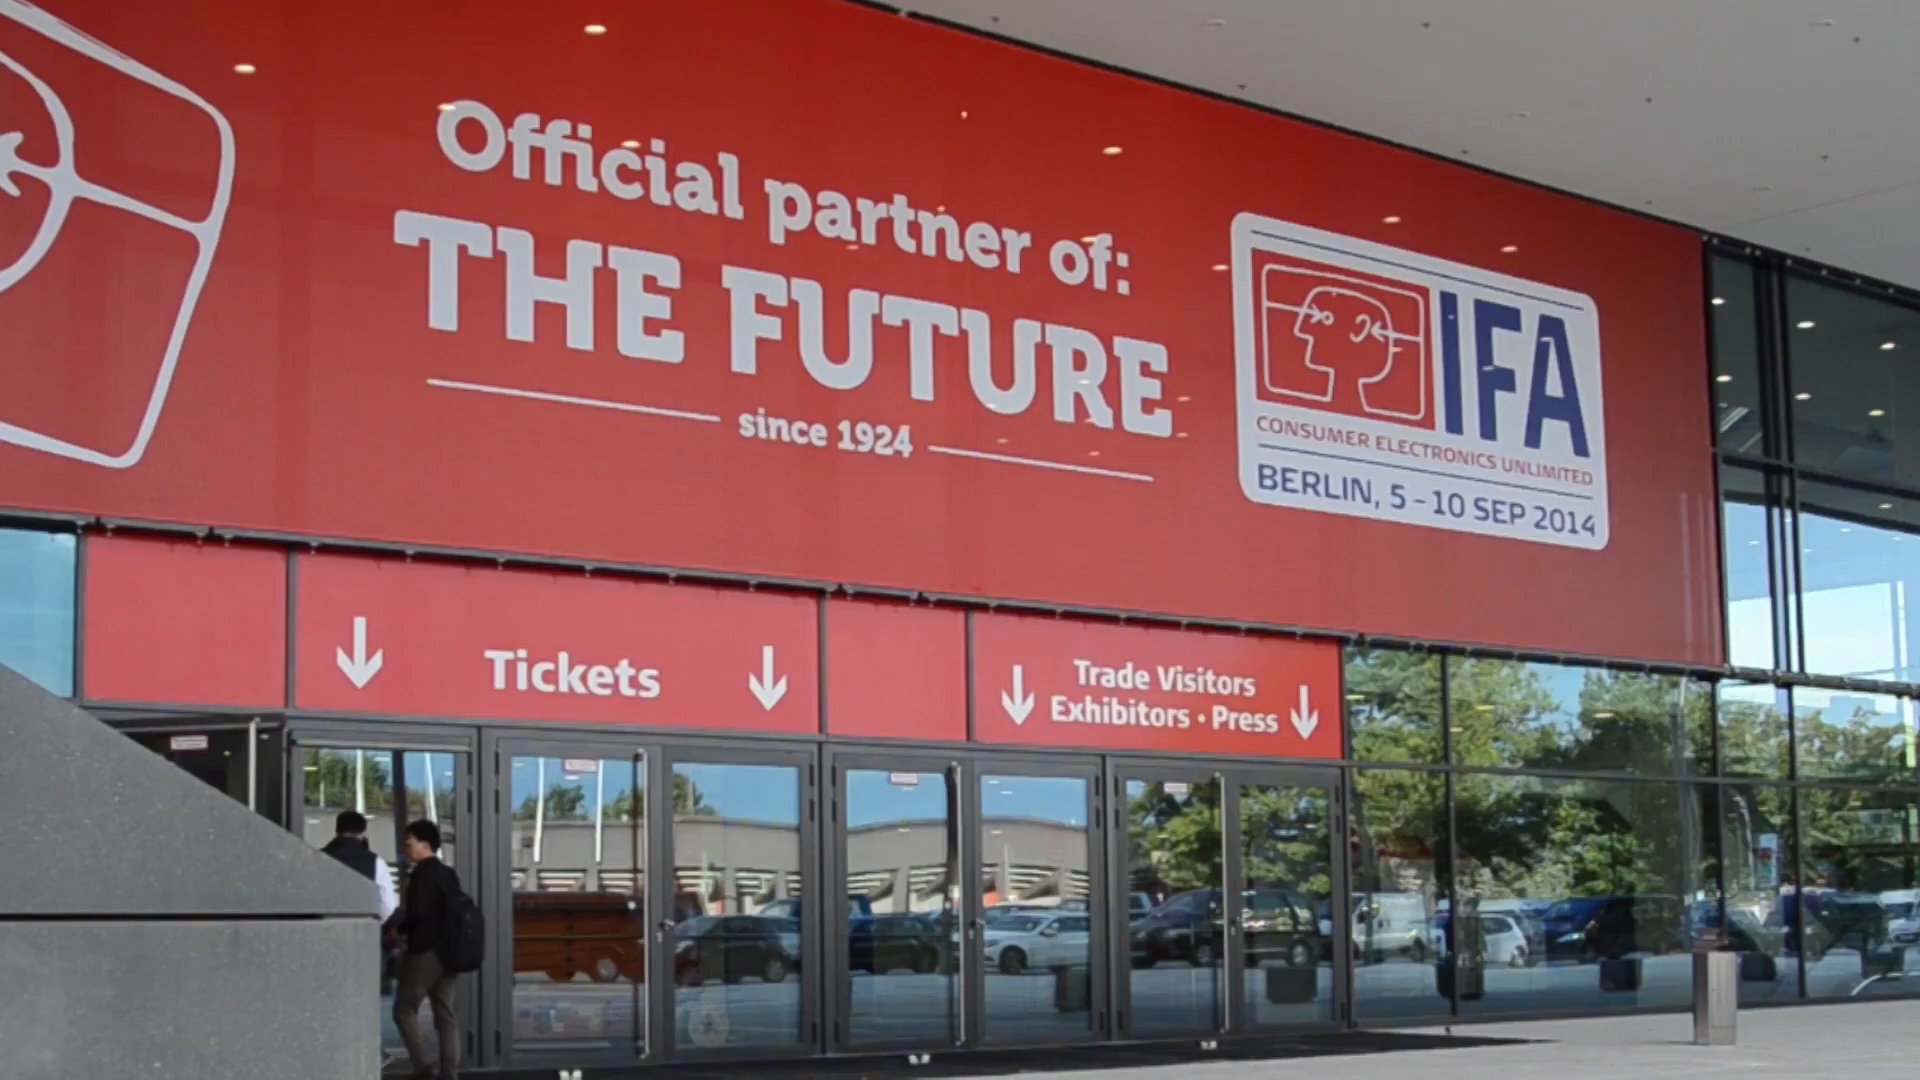 Official partner of:
THE FUTURE
since 1924
IFA
CONSUMER ELECTRONICS UNLIMITED
BERLIN, 5 - 10 SEP 2014
Tickets
Trade Visitors
Exhibitors • Press